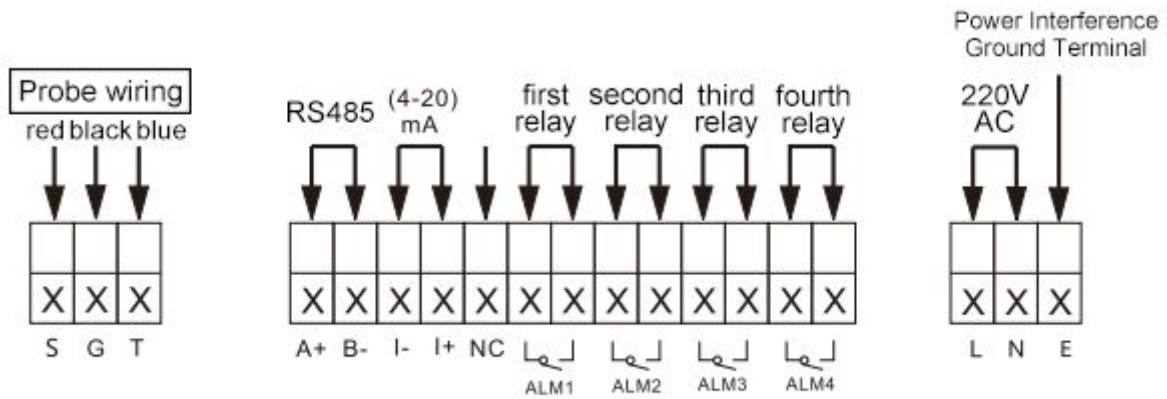 Power Interference
Ground Terminal
Probe wiring
red black blue
RS485
(4-20)
mA
first
relay
second
relay
third
relay
fourth
relay
220V
AC
X X X
X X X X X X X X X X X X X
X X X
S G T
A+ B- I- I+ NC
ALM1 ALM2 ALM3 ALM4
L N E